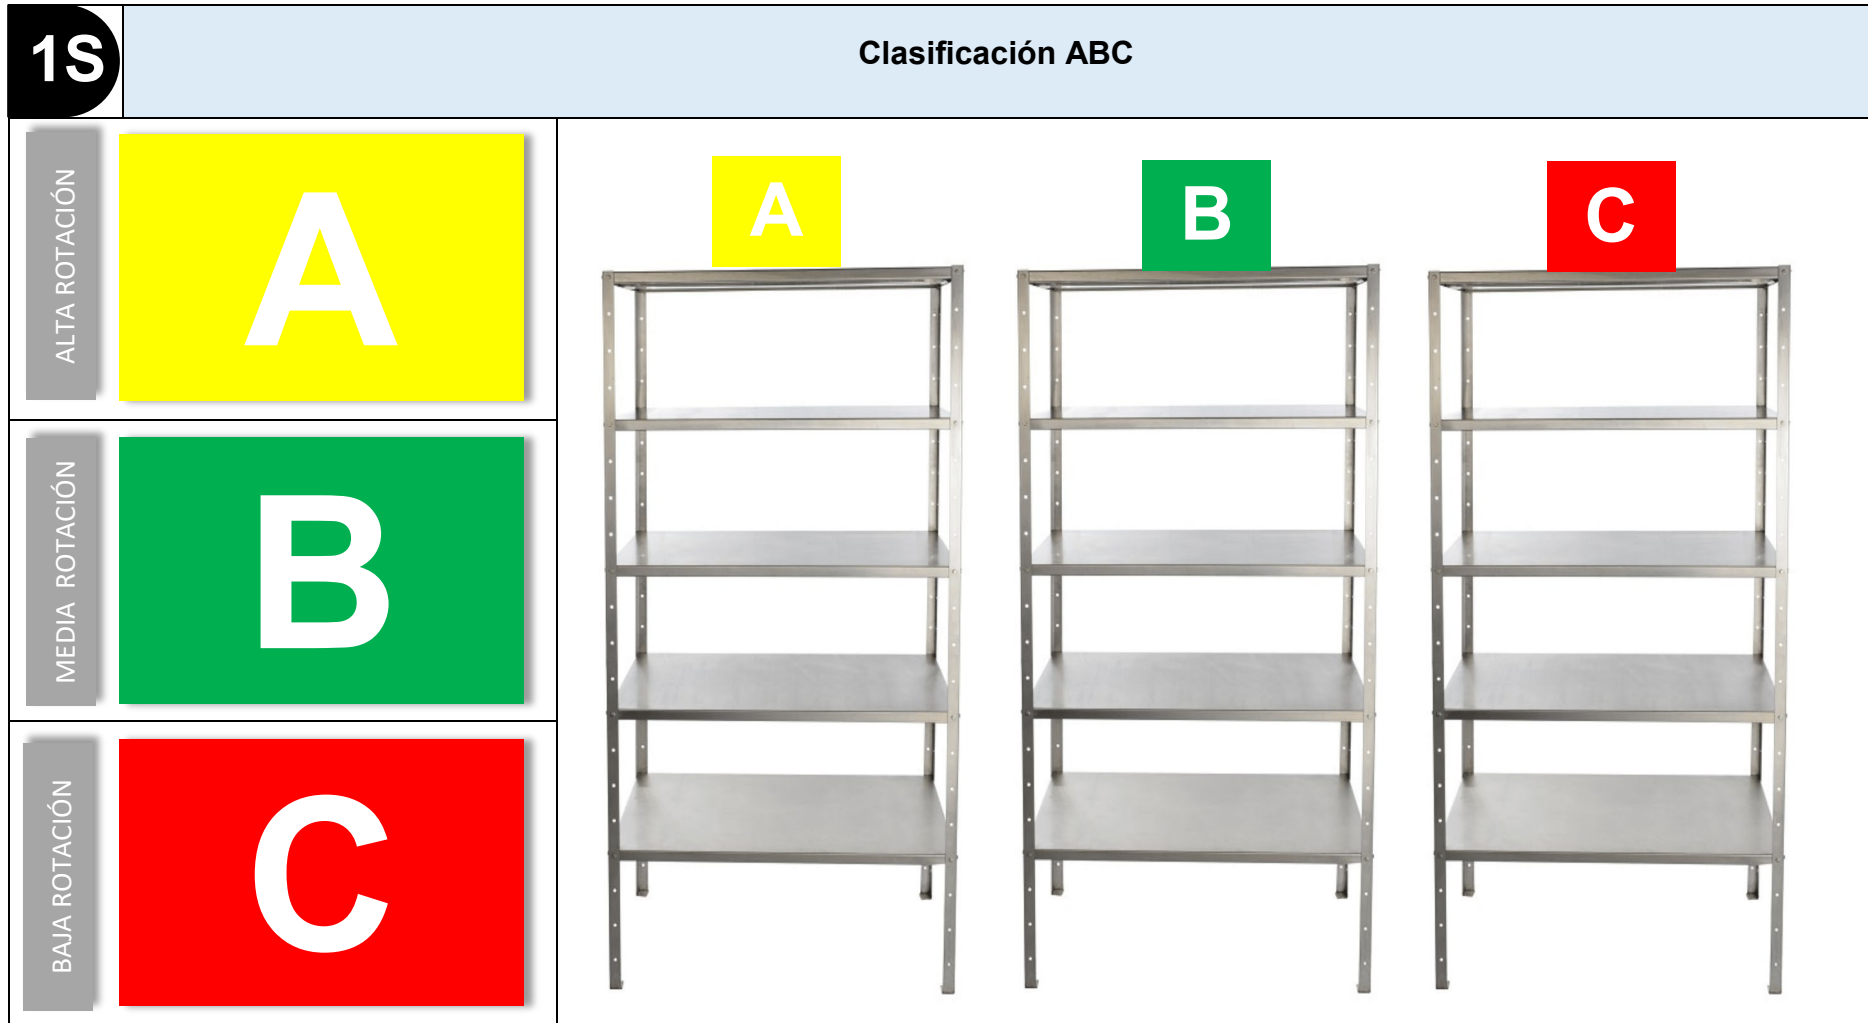 1S
Clasificación ABC
ALTA ROTACIÓN
A
MEDIA ROTACIÓN
B
BAJA ROTACIÓN
C
A
B
C